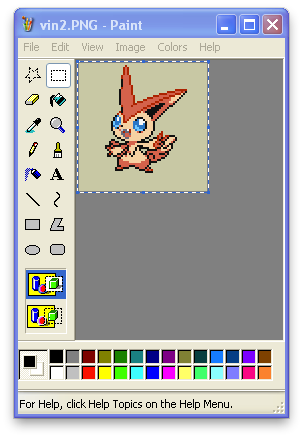 vin2.PNG - Paint
File Edit View Image Colors Help
A
For Help, click Help Topics on the Help Menu.